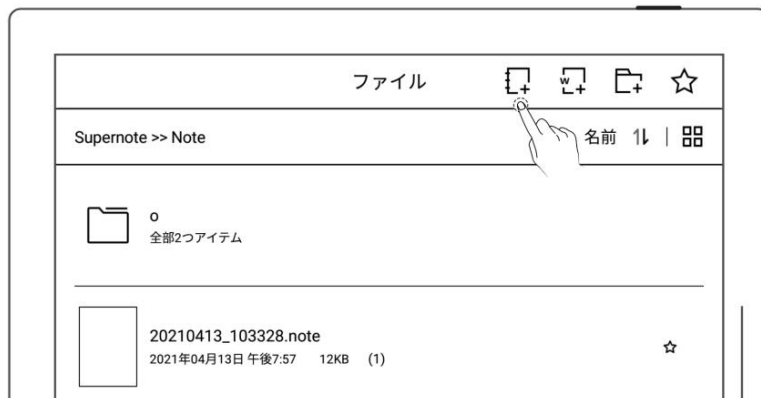 ファイル
W
Supernote >> Note
名前
o
全部2つアイテム
20210413_103328.note
2021年04月13日 午後7:57 12KB (1)